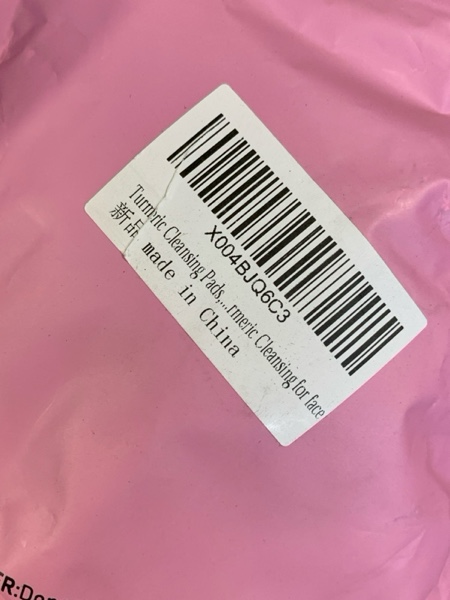 X004BJQ6C3
Turmeric Cleansing Pads,...rmeric Cleansing for face
新品 made in China